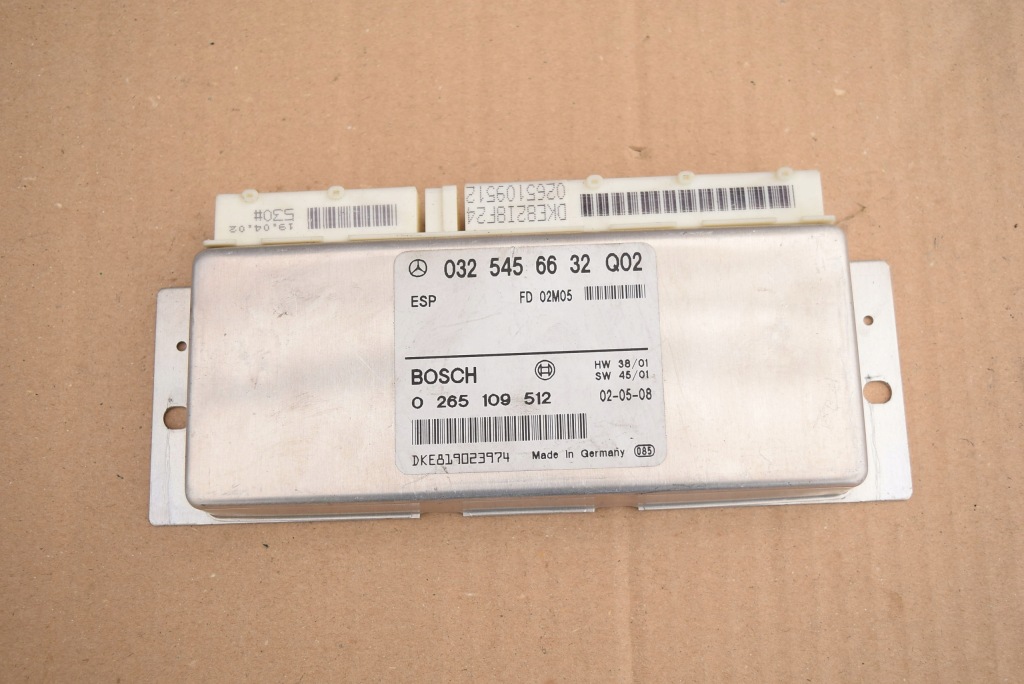 530#
19.04.02
DKE82I8F24
0265109512
032 545 66 32 Q02
ESP FD 02M05
BOSCH HW 38/01
SW 45/01
0 265 109 512 02-05-08
DKE819023974 Made in Germany 085